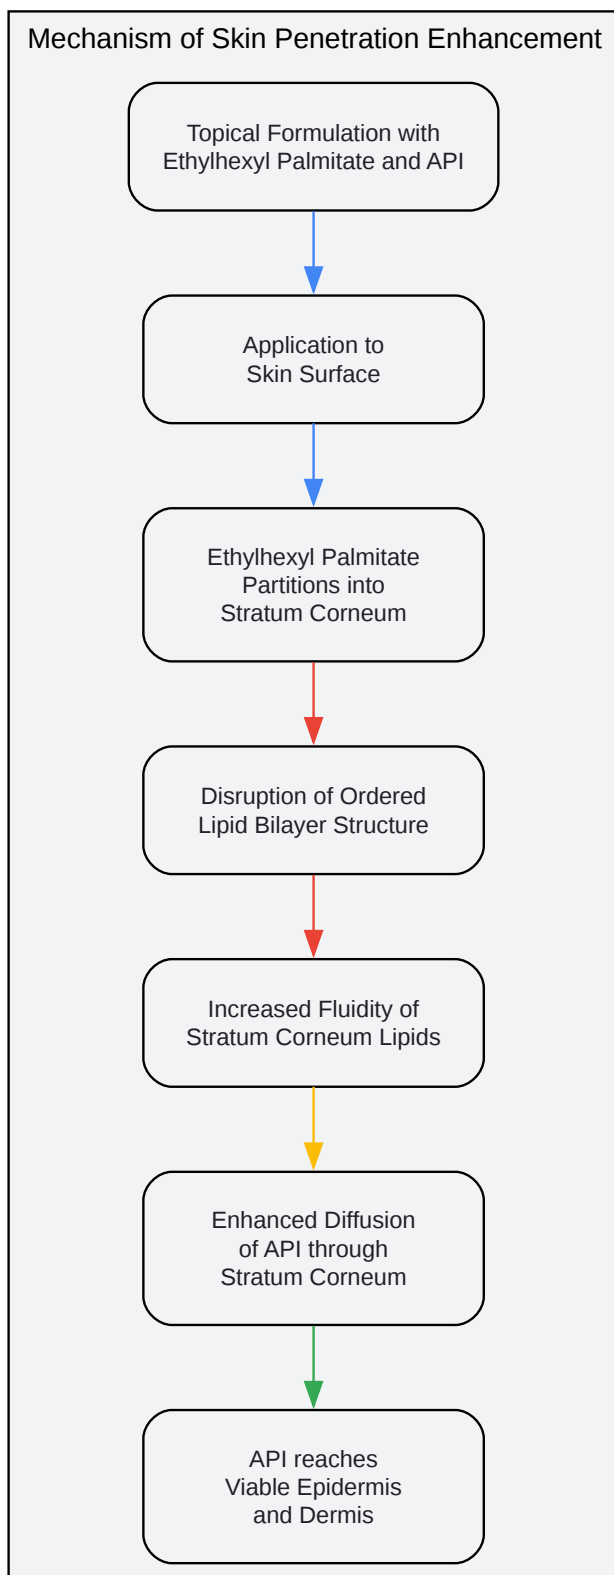 Mechanism of Skin Penetration Enhancement
Topical Formulation with
Ethylhexyl Palmitate and API
Application to
Skin Surface
Ethylhexyl Palmitate
Partitions into
Stratum Corneum
Disruption of Ordered
Lipid Bilayer Structure
Increased Fluidity of
Stratum Corneum Lipids
Enhanced Diffusion
of API through
Stratum Corneum
API reaches
Viable Epidermis
and Dermis